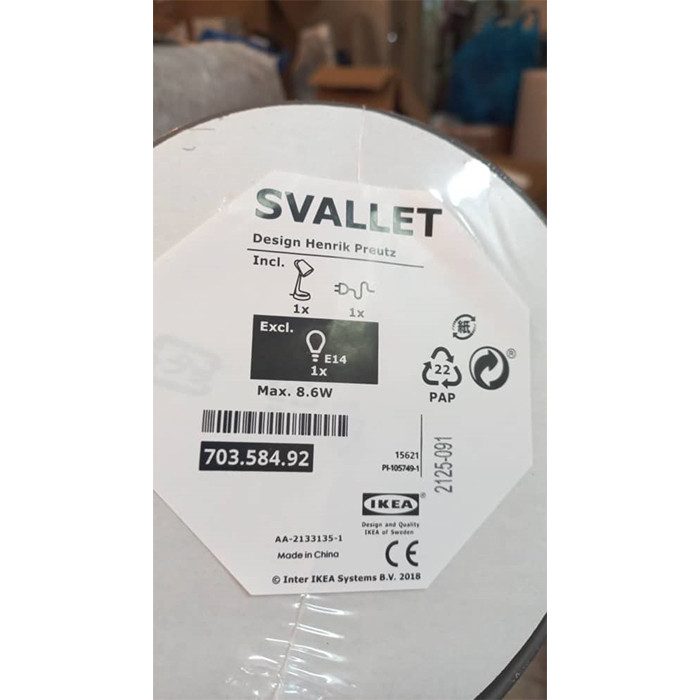 SVALLET
Design Henrik Preutz
Incl.
1x
1x
Excl.
E14
1x
Max. 8.6W
紙
22
PAP
®
703.584.92
15621
PI-105749-1
2125-091
IKEA®
Design and Quality
IKEA of Sweden
AA-2133135-1
Made in China
CE
© Inter IKEA Systems B.V. 2018